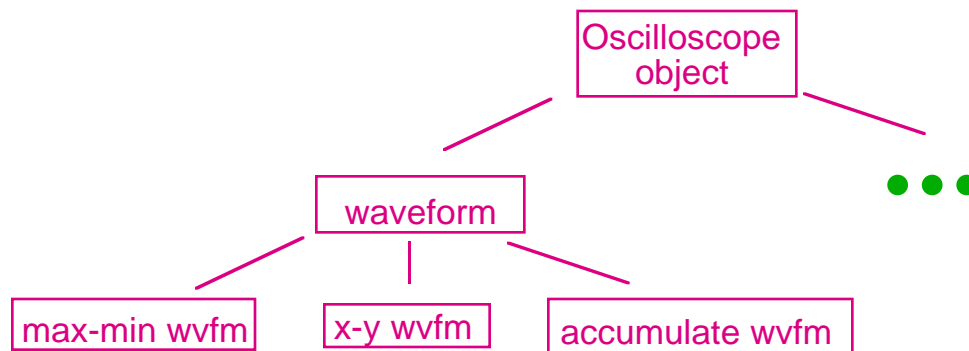 Oscilloscope
object
waveform
max-min wvfm
x-y wvfm
accumulate wvfm